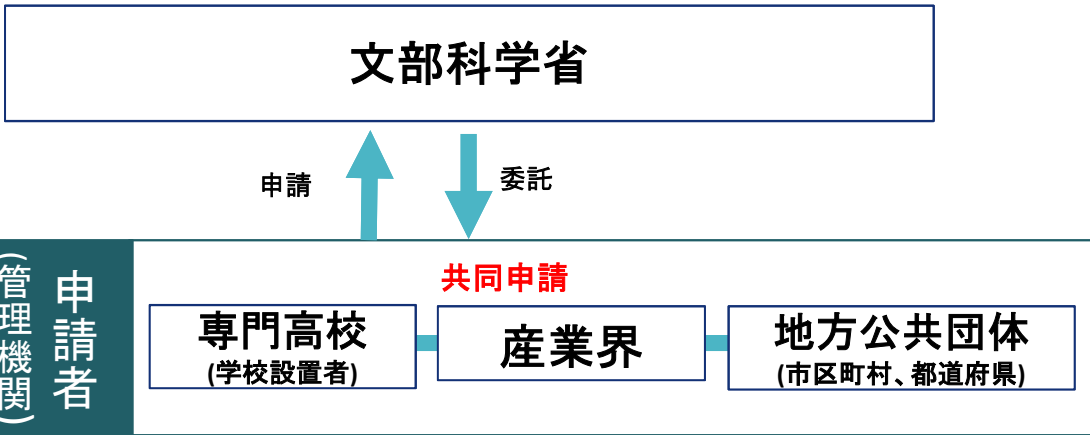 文部科学省
申請
委託
申請者
(管理機関)
共同申請
専門高校
(学校設置者)
産業界
地方公共団体
(市区町村、都道府県)